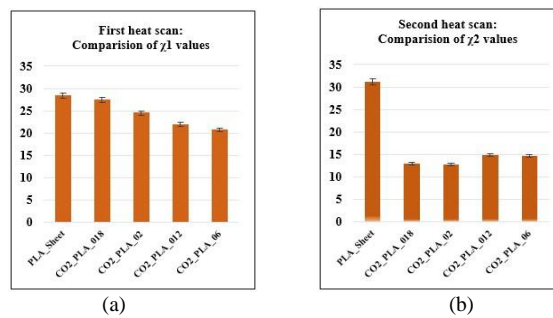 First heat scan:
Comparision of χ1 values
35
30
25
20
15
10
5
0
PLA_Sheet
CO2_PLA_018
CO2_PLA_02
CO2_PLA_012
CO2_PLA_06
(a)
Second heat scan:
Comparision of χ2 values
35
30
25
20
15
10
5
0
PLA_Sheet
CO2_PLA_018
CO2_PLA_02
CO2_PLA_012
CO2_PLA_06
(b)